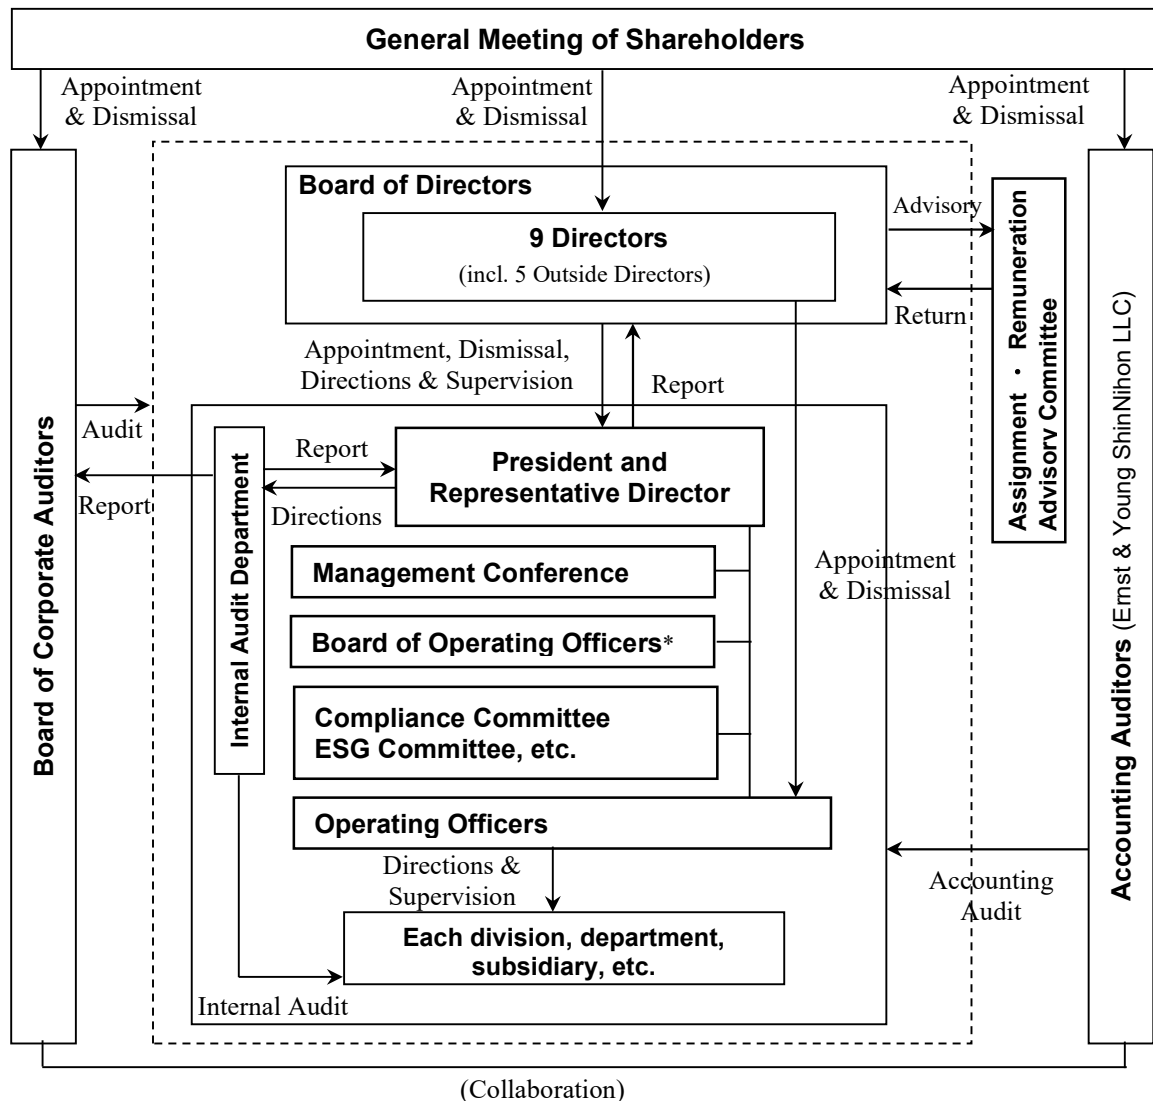 General Meeting of Shareholders
Appointment
& Dismissal
Appointment
& Dismissal
Appointment
& Dismissal
Board of Directors
9 Directors
(incl. 5 Outside Directors)
Advisory
Return
Assignment ・ Remuneration
Advisory Committee
Appointment, Dismissal,
Directions & Supervision
Report
Board of Corporate Auditors
Audit
Report
Internal Audit Department
Report
Directions
President and
Representative Director
Management Conference
Board of Operating Officers*
Compliance Committee
ESG Committee, etc.
Appointment
& Dismissal
Operating Officers
Directions &
Supervision
Each division, department,
subsidiary, etc.
Internal Audit
Accounting
Audit
Accounting Auditors (Ernst & Young ShinNihon LLC)
(Collaboration)